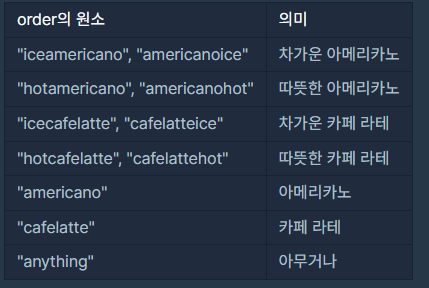 order의 원소 의미
"iceamericano", "americanoice" 차가운 아메리카노
"hotamericano", "americanohot" 따뜻한 아메리카노
"icecafelatte", "cafelatteice" 차가운 카페 라테
"hotcafelatte", "cafelattehot" 따뜻한 카페 라테
"americano" 아메리카노
"cafelatte" 카페 라테
"anything" 아무거나